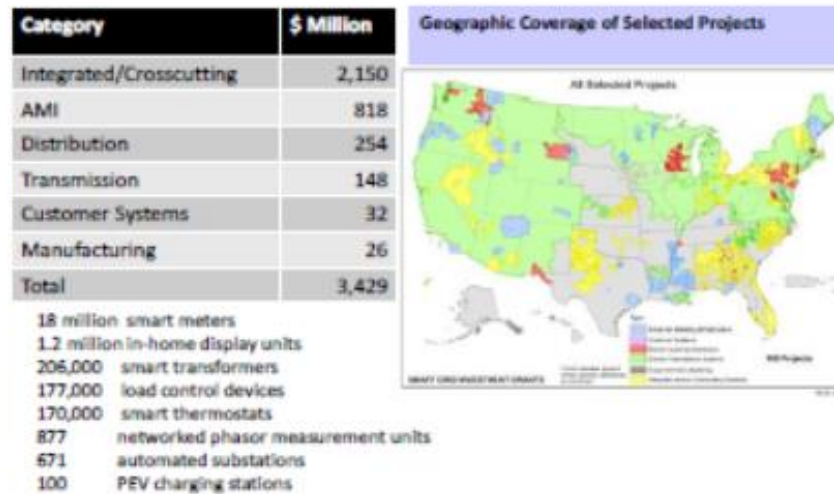 Category $ Million
Integrated/Crosscutting 2,150
AMI 818
Distribution 254
Transmission 148
Customer Systems 32
Manufacturing 26
Total 3,429
18 million smart meters
1.2 million in-home display units
206,000 smart transformers
177,000 load control devices
170,000 smart thermostats
877 networked phasor measurement units
671 automated substations
100 PEV charging stations
Geographic Coverage of Selected Projects
All Selected Projects
SMART GRID INVESTMENT GRANTS